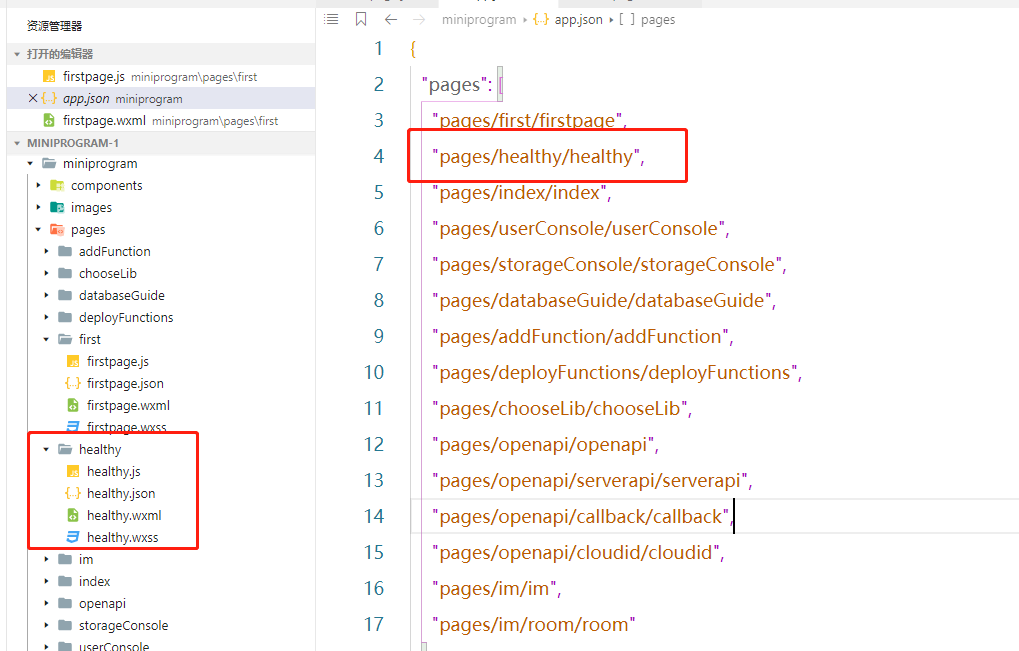 资源管理器
打开的编辑器
firstpage.js miniprogram\pages\first
app.json miniprogram
firstpage.wxml miniprogram\pages\first
MINIPROGRAM-1
miniprogram
components
images
pages
addFunction
chooseLib
databaseGuide
deployFunctions
first
firstpage.js
firstpage.json
firstpage.wxml
firstpage.wxss
healthy
healthy.js
healthy.json
healthy.wxml
healthy.wxss
im
index
openapi
storageConsole
userConsole
miniprogram › {..} app.json › [ ] pages
1 {
2 "pages": [
3 "pages/first/firstpage",
4 "pages/healthy/healthy",
5 "pages/index/index",
6 "pages/userConsole/userConsole",
7 "pages/storageConsole/storageConsole",
8 "pages/databaseGuide/databaseGuide",
9 "pages/addFunction/addFunction",
10 "pages/deployFunctions/deployFunctions",
11 "pages/chooseLib/chooseLib",
12 "pages/openapi/openapi",
13 "pages/openapi/serverapi/serverapi",
14 "pages/openapi/callback/callback",
15 "pages/openapi/cloudid/cloudid",
16 "pages/im/im",
17 "pages/im/room/room"